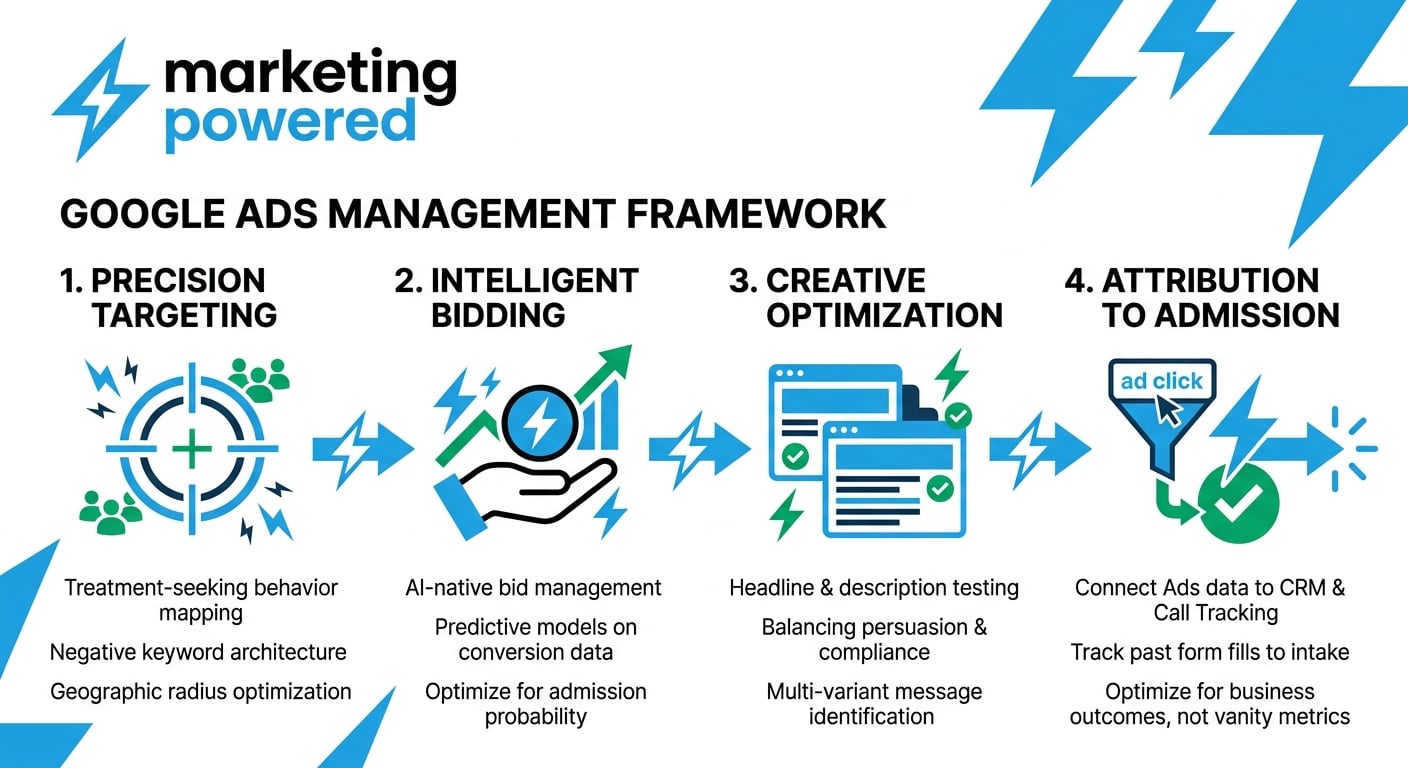 marketing
powered
GOOGLE ADS MANAGEMENT FRAMEWORK
1. PRECISION
TARGETING
Treatment-seeking behavior
mapping
Negative keyword architecture
Geographic radius optimization
2. INTELLIGENT
BIDDING
AI-native bid management
Predictive models on
conversion data
Optimize for admission
probability
3. CREATIVE
OPTIMIZATION
Headline & description testing
Balancing persuasion &
compliance
Multi-variant message
identification
4. ATTRIBUTION
TO ADMISSION
ad click
Connect Ads data to CRM &
Call Tracking
Track past form fills to intake
Optimize for business
outcomes, not vanity metrics